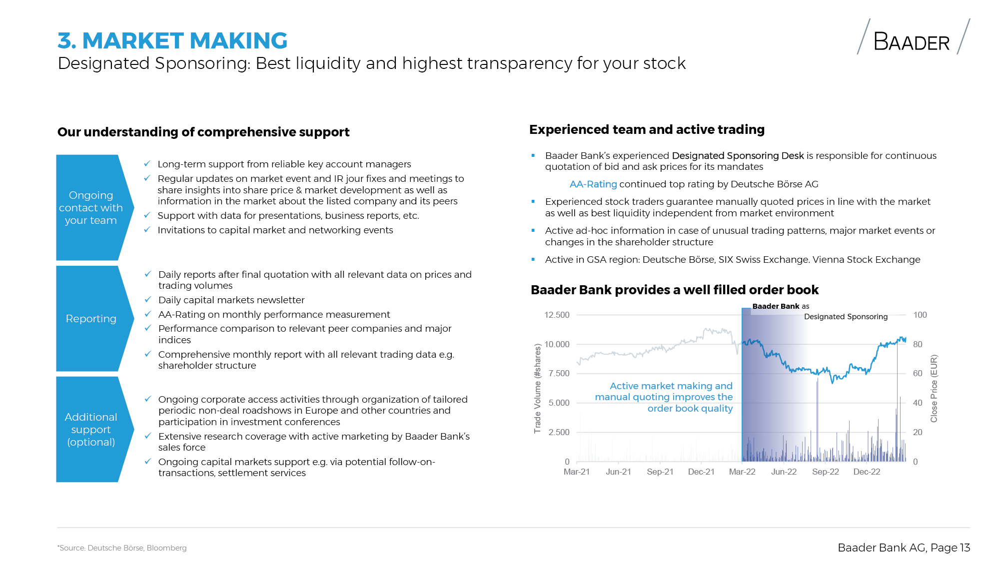 3. MARKET MAKING
Designated Sponsoring: Best liquidity and highest transparency for your stock
BAADER
Our understanding of comprehensive support
Ongoing
contact with
your team
Long-term support from reliable key account managers
Regular updates on market event and IR jour fixes and meetings to
share insights into share price & market development as well as
information in the market about the listed company and its peers
Support with data for presentations, business reports, etc.
Invitations to capital market and networking events
Reporting
Daily reports after final quotation with all relevant data on prices and
trading volumes
Daily capital markets newsletter
AA-Rating on monthly performance measurement
Performance comparison to relevant peer companies and major
indices
Comprehensive monthly report with all relevant trading data e.g.
shareholder structure
Additional
support
(optional)
Ongoing corporate access activities through organization of tailored
periodic non-deal roadshows in Europe and other countries and
participation in investment conferences
Extensive research coverage with active marketing by Baader Bank's
sales force
Ongoing capital markets support e.g. via potential follow-on-
transactions, settlement services
Experienced team and active trading
Baader Bank's experienced Designated Sponsoring Desk is responsible for continuous
quotation of bid and ask prices for its mandates
AA-Rating continued top rating by Deutsche Börse AG
Experienced stock traders guarantee manually quoted prices in line with the market
as well as best liquidity independent from market environment
Active ad-hoc information in case of unusual trading patterns, major market events or
changes in the shareholder structure
Active in GSA region: Deutsche Börse, SIX Swiss Exchange. Vienna Stock Exchange
Baader Bank provides a well filled order book
Baader Bank as
Designated Sponsoring
Trade Volume (#shares)
12.500
10.000
7.500
5.000
2.500
0
Active market making and
manual quoting improves the
order book quality
100
80
60
40
20
0
Close Price (EUR)
Mar-21 Jun-21 Sep-21 Dec-21 Mar-22 Jun-22 Sep-22 Dec-22
*Source: Deutsche Börse, Bloomberg
Baader Bank AG, Page 13